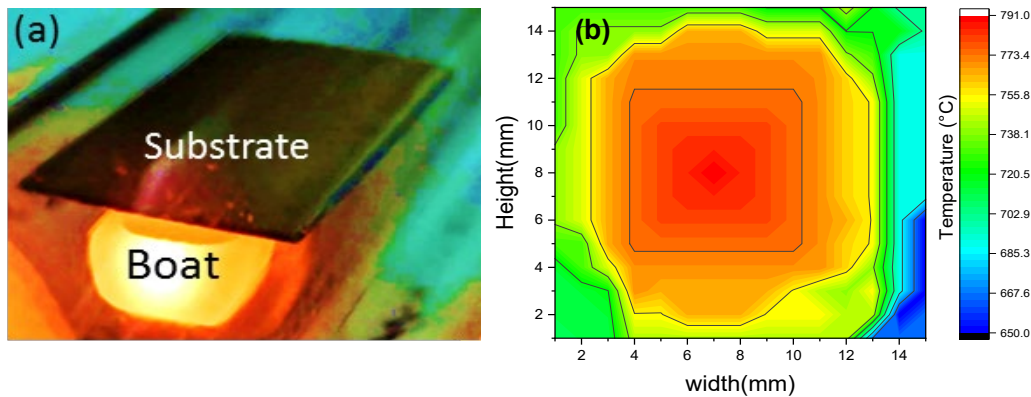 (a)
Substrate
Boat
(b)
Height(mm)
14
12
10
8
6
4
2
2 4 6 8 10 12 14
width(mm)
791.0
773.4
755.8
738.1
720.5
702.9
685.3
667.6
650.0
Temperature (°C)